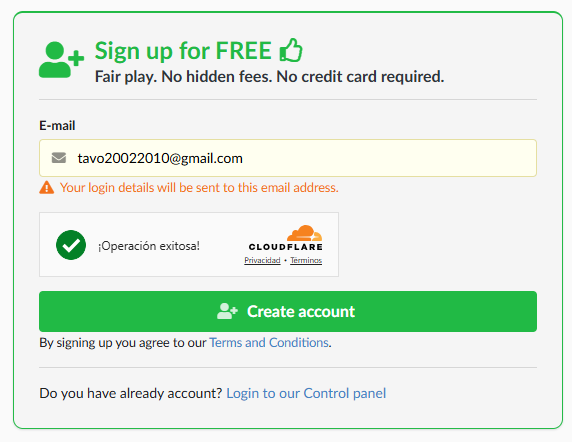 Sign up for FREE
Fair play. No hidden fees. No credit card required.
E-mail
tavo20022010@gmail.com
Your login details will be sent to this email address.
¡Operación exitosa!
CLOUDFLARE
Privacidad • Términos
Create account
By signing up you agree to our Terms and Conditions.
Do you have already account? Login to our Control panel